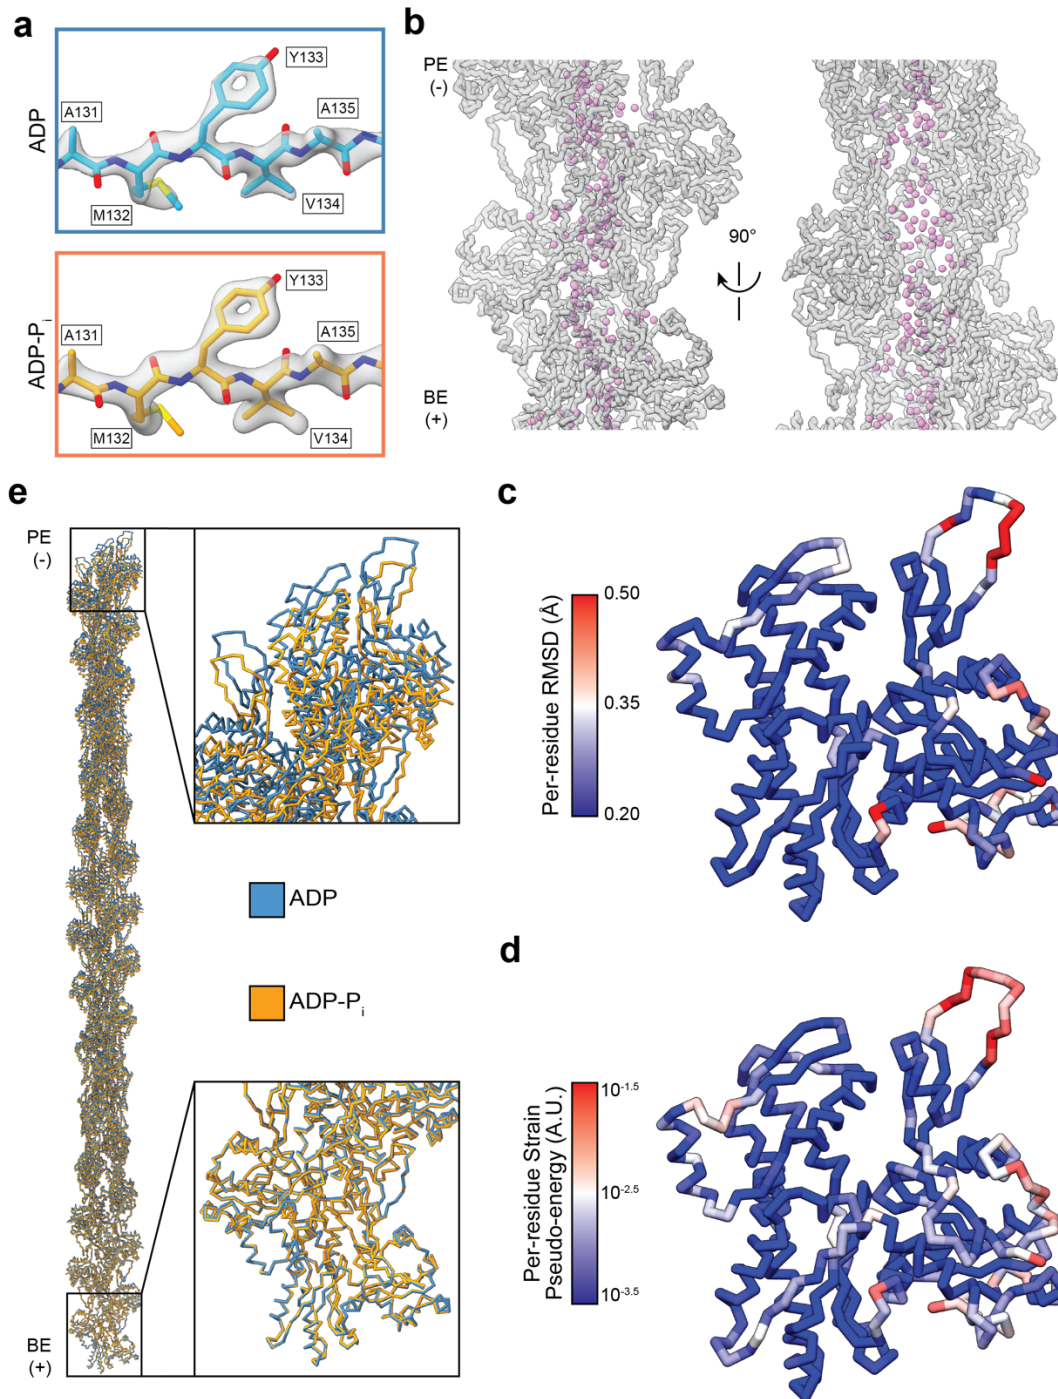 a
ADP
A131
M132
Y133
A135
V134
ADP-Pi
A131
M132
Y133
A135
V134
b
PE
(-)
90°
BE
(+)
e
PE
(-)
ADP
ADP-Pi
BE
(+)
c
Per-residue RMSD (Å)
0.50
0.35
0.20
d
Per-residue Strain
Pseudo-energy (A.U.)
10^-1.5
10^-2.5
10^-3.5